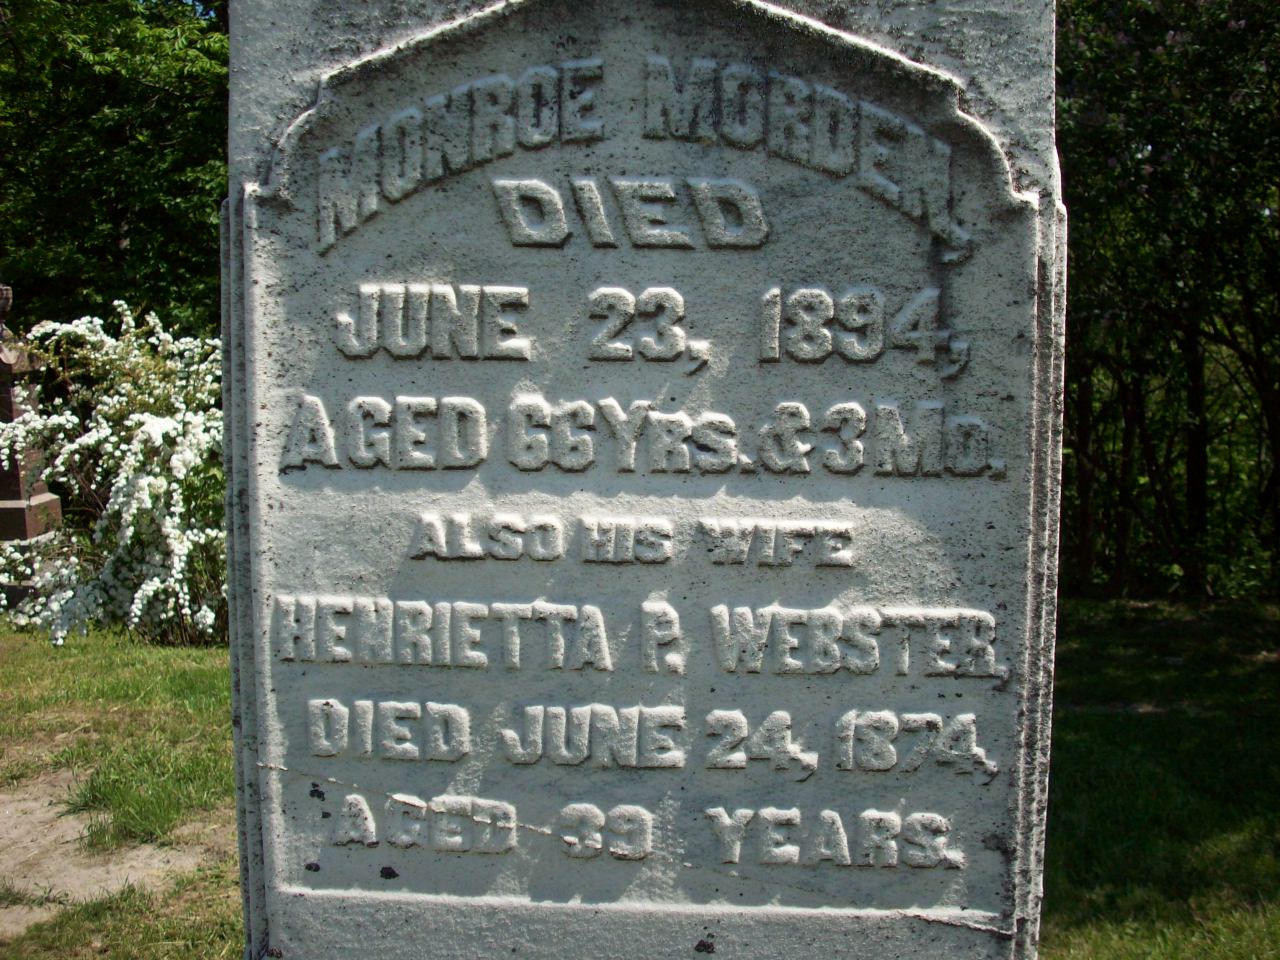 MONROE MORDEN,
DIED
JUNE 23, 1894,
AGED 66 YRS. & 3 MO.
ALSO HIS WIFE
HENRIETTA P. WEBSTER,
DIED JUNE 24, 1874,
AGED 39 YEARS.